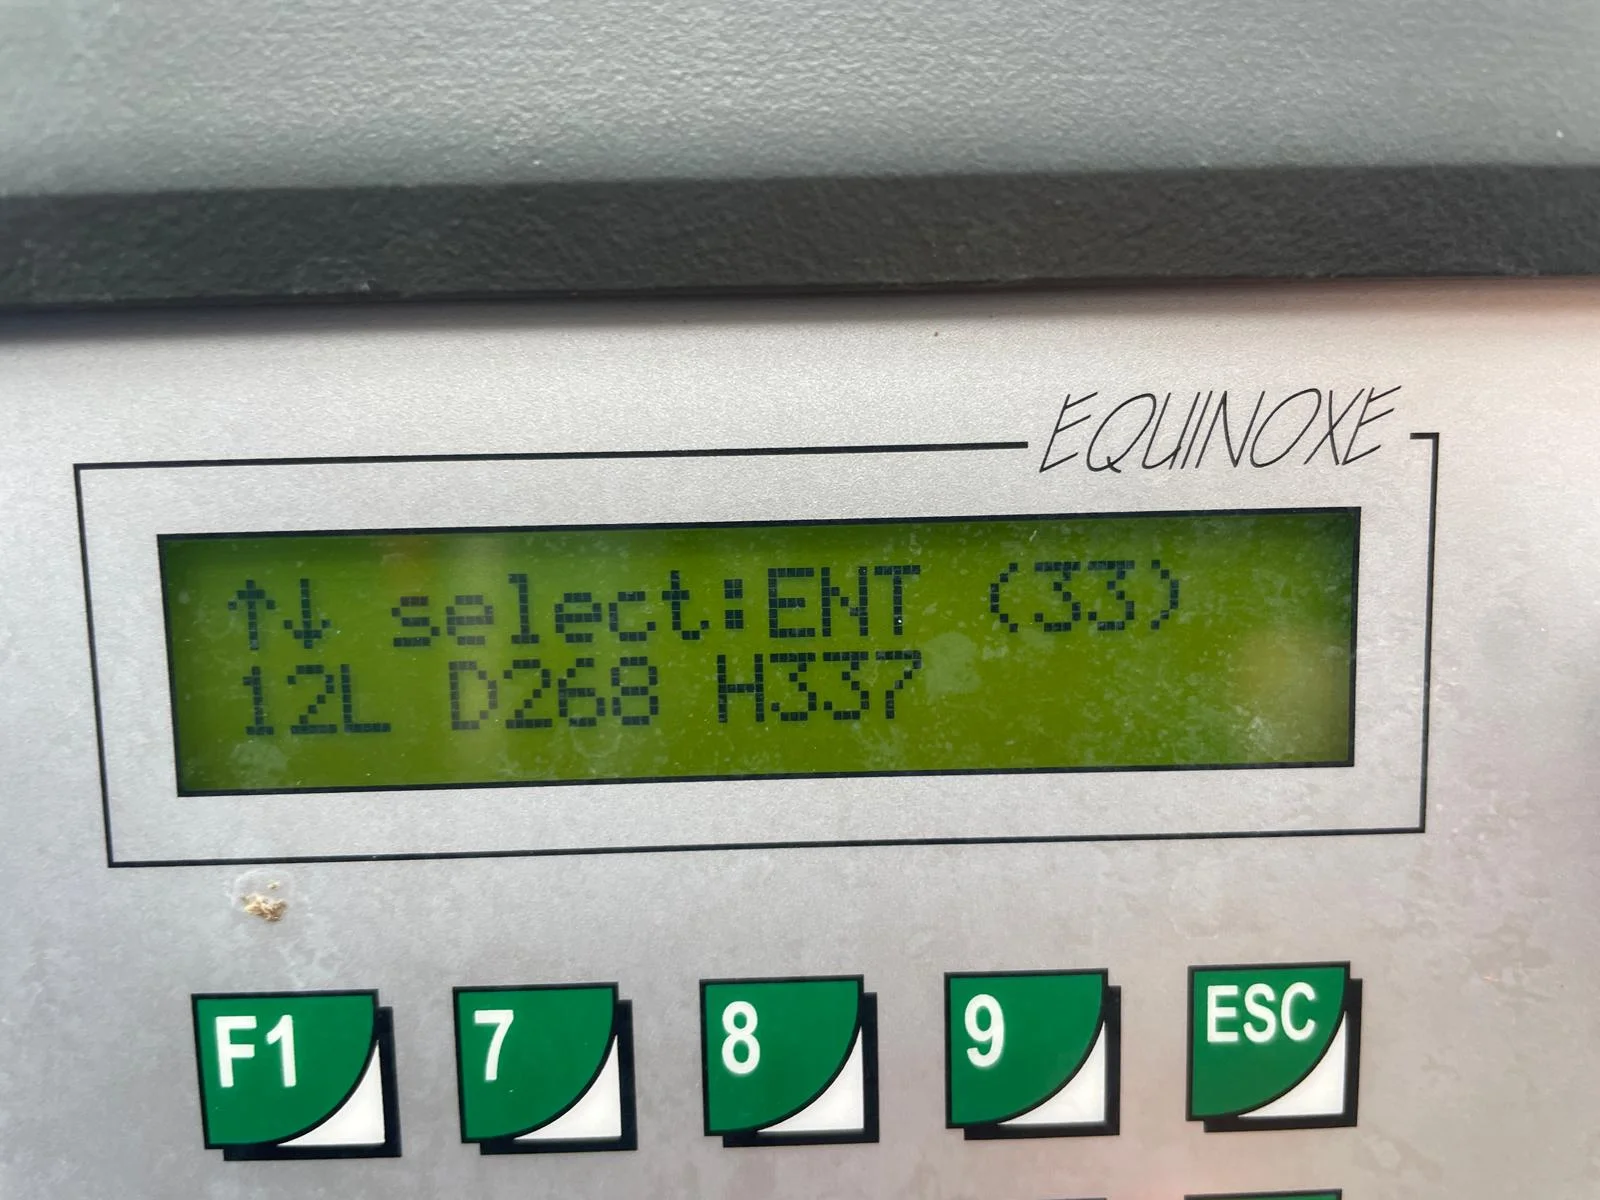 EQUINOXE
↑↓ select:ENT (33)
12L D268 H337
F1 7 8 9 ESC